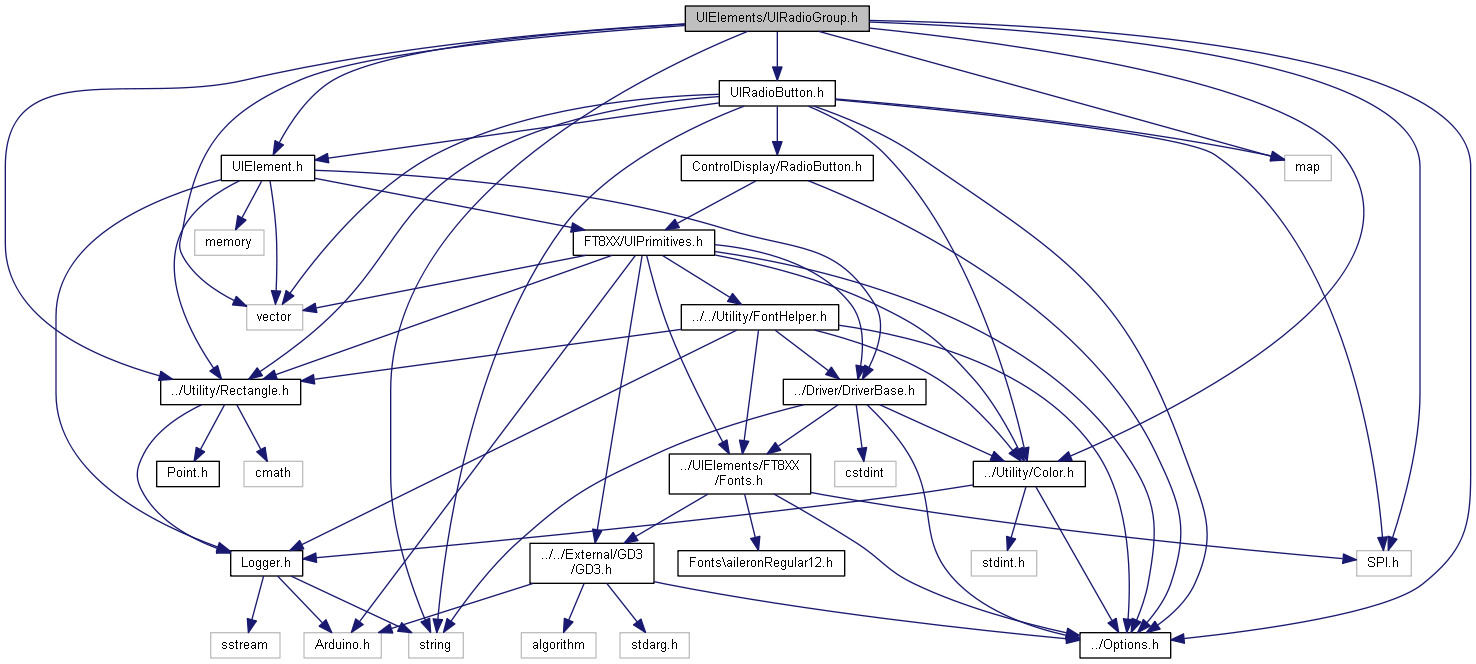 UIElements/UIRadioGroup.h
UIRadioButton.h
UIElement.h
ControlDisplay/RadioButton.h
map
memory
FT8XX/UIPrimitives.h
vector
../../Utility/FontHelper.h
../Utility/Rectangle.h
../Driver/DriverBase.h
Point.h
cmath
../UIElements/FT8XX
/Fonts.h
cstdint
../Utility/Color.h
Logger.h
../../External/GD3
/GD3.h
Fonts\aileronRegular12.h
stdint.h
SPI.h
sstream
Arduino.h
string
algorithm
stdarg.h
../Options.h